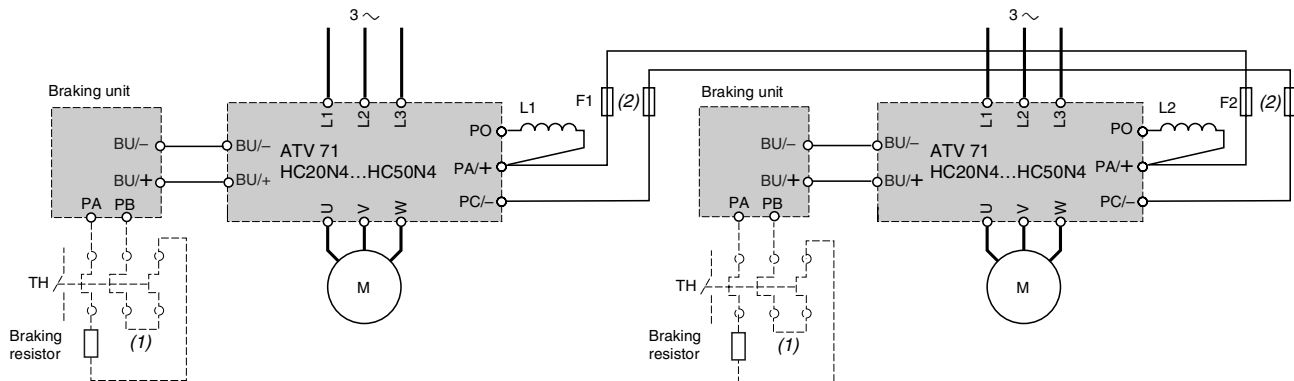 3 ~
3 ~
Braking unit
L1
F1
(2)
Braking unit
L2
F2
(2)
L1
L2
L3
L1
L2
L3
PO
PO
BU/–
BU/–
ATV 71
BU/–
BU/–
ATV 71
HC20N4…HC50N4
PA/+
HC20N4…HC50N4
PA/+
BU/+
BU/+
BU/+
BU/+
PA
PB
U
V
W
PC/–
PA
PB
U
V
W
PC/–
TH
M
TH
M
Braking
resistor
(1)
Braking
resistor
(1)